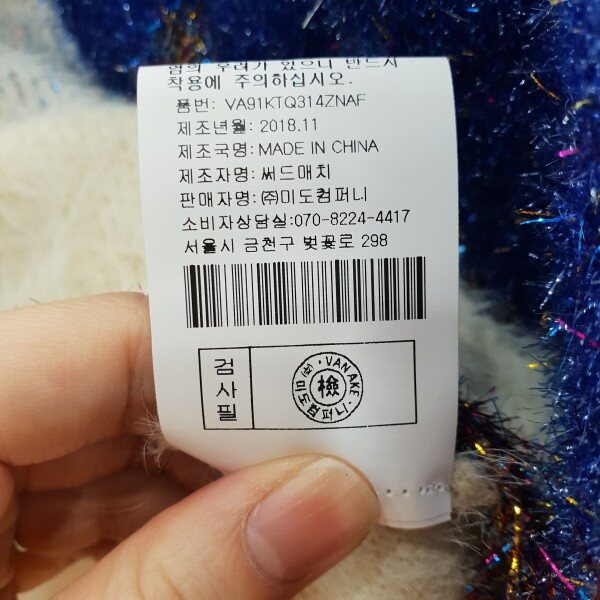 험의 우려가 있으니 반드시
착용에 주의하십시오.
품번: VA91KTQ314ZNAF
제조년월: 2018.11
제조국명: MADE IN CHINA
제조자명: 써드매치
판매자명: ㈜미도컴퍼니
소비자상담실:070-8224-4417
서울시 금천구 벚꽃로 298
검사필
· VAN AKE ·
㈜미도컴퍼니
檢